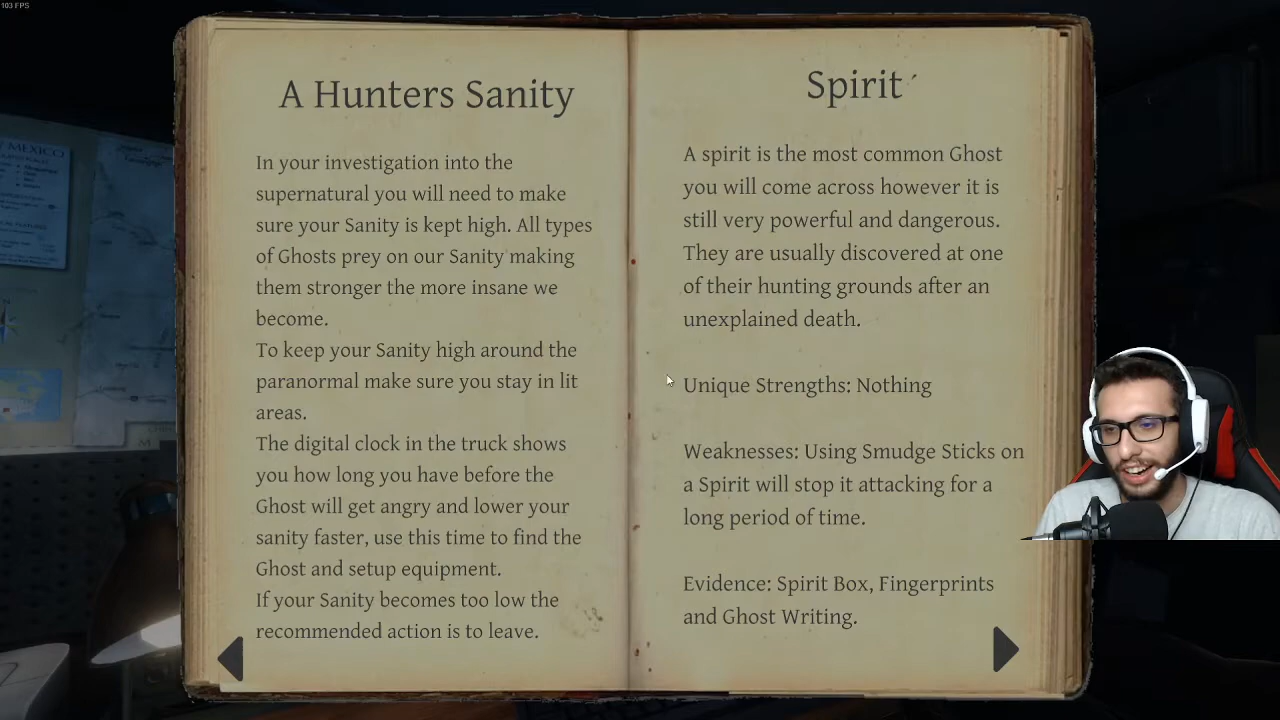 103 FPS
MEXICO
A Hunters Sanity
In your investigation into the
supernatural you will need to make
sure your Sanity is kept high. All types
of Ghosts prey on our Sanity making
them stronger the more insane we
become.
To keep your Sanity high around the
paranormal make sure you stay in lit
areas.
The digital clock in the truck shows
you how long you have before the
Ghost will get angry and lower your
sanity faster, use this time to find the
Ghost and setup equipment.
If your Sanity becomes too low the
recommended action is to leave.
Spirit
A spirit is the most common Ghost
you will come across however it is
still very powerful and dangerous.
They are usually discovered at one
of their hunting grounds after an
unexplained death.
Unique Strengths: Nothing
Weaknesses: Using Smudge Sticks on
a Spirit will stop it attacking for a
long period of time.
Evidence: Spirit Box, Fingerprints
and Ghost Writing.